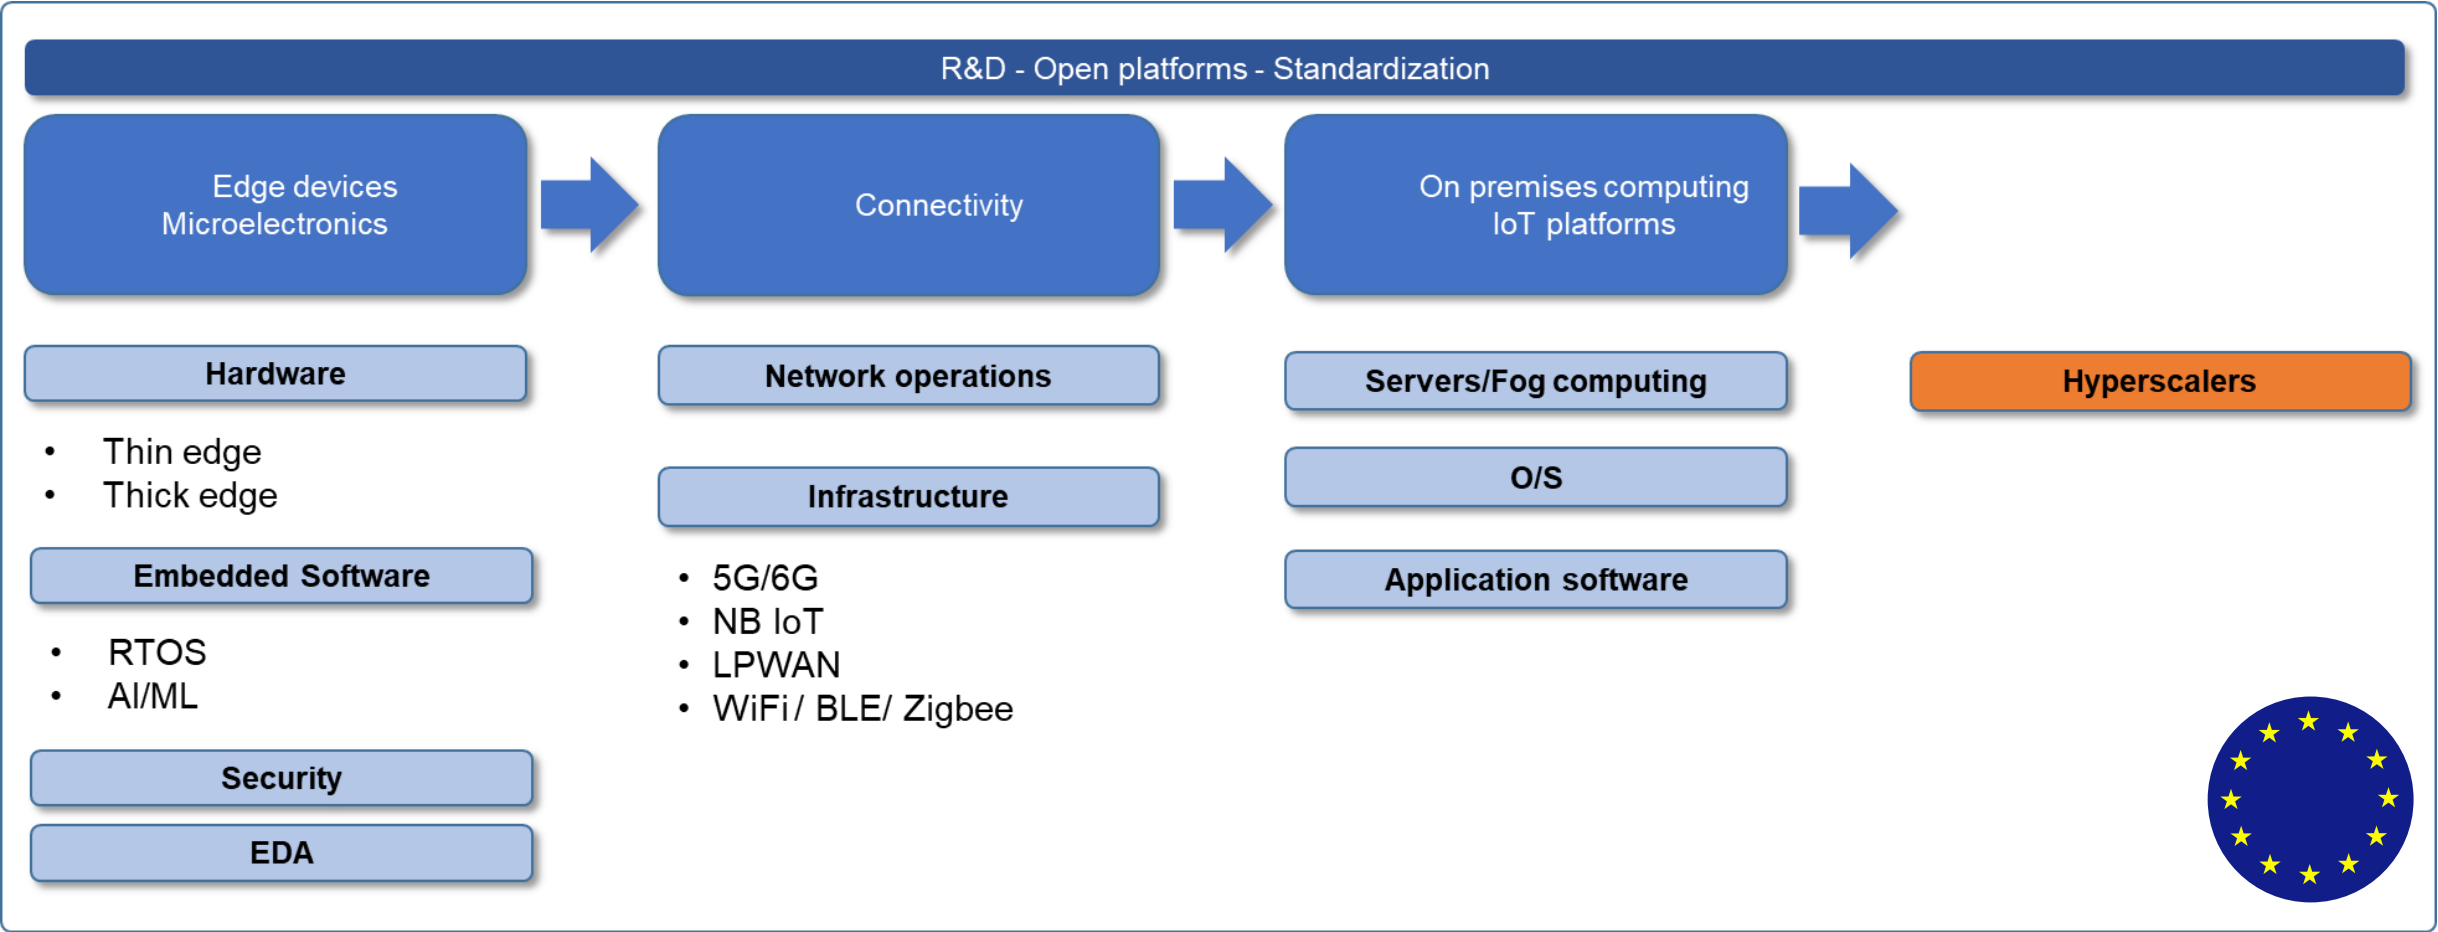 R&D - Open platforms - Standardization
Edge devices
Microelectronics
Connectivity
On premises computing
IoT platforms
Hardware
• Thin edge
• Thick edge
Embedded Software
• RTOS
• AI/ML
Security
EDA
Network operations
Infrastructure
• 5G/6G
• NB IoT
• LPWAN
• WiFi / BLE/ Zigbee
Servers/Fog computing
O/S
Application software
Hyperscalers